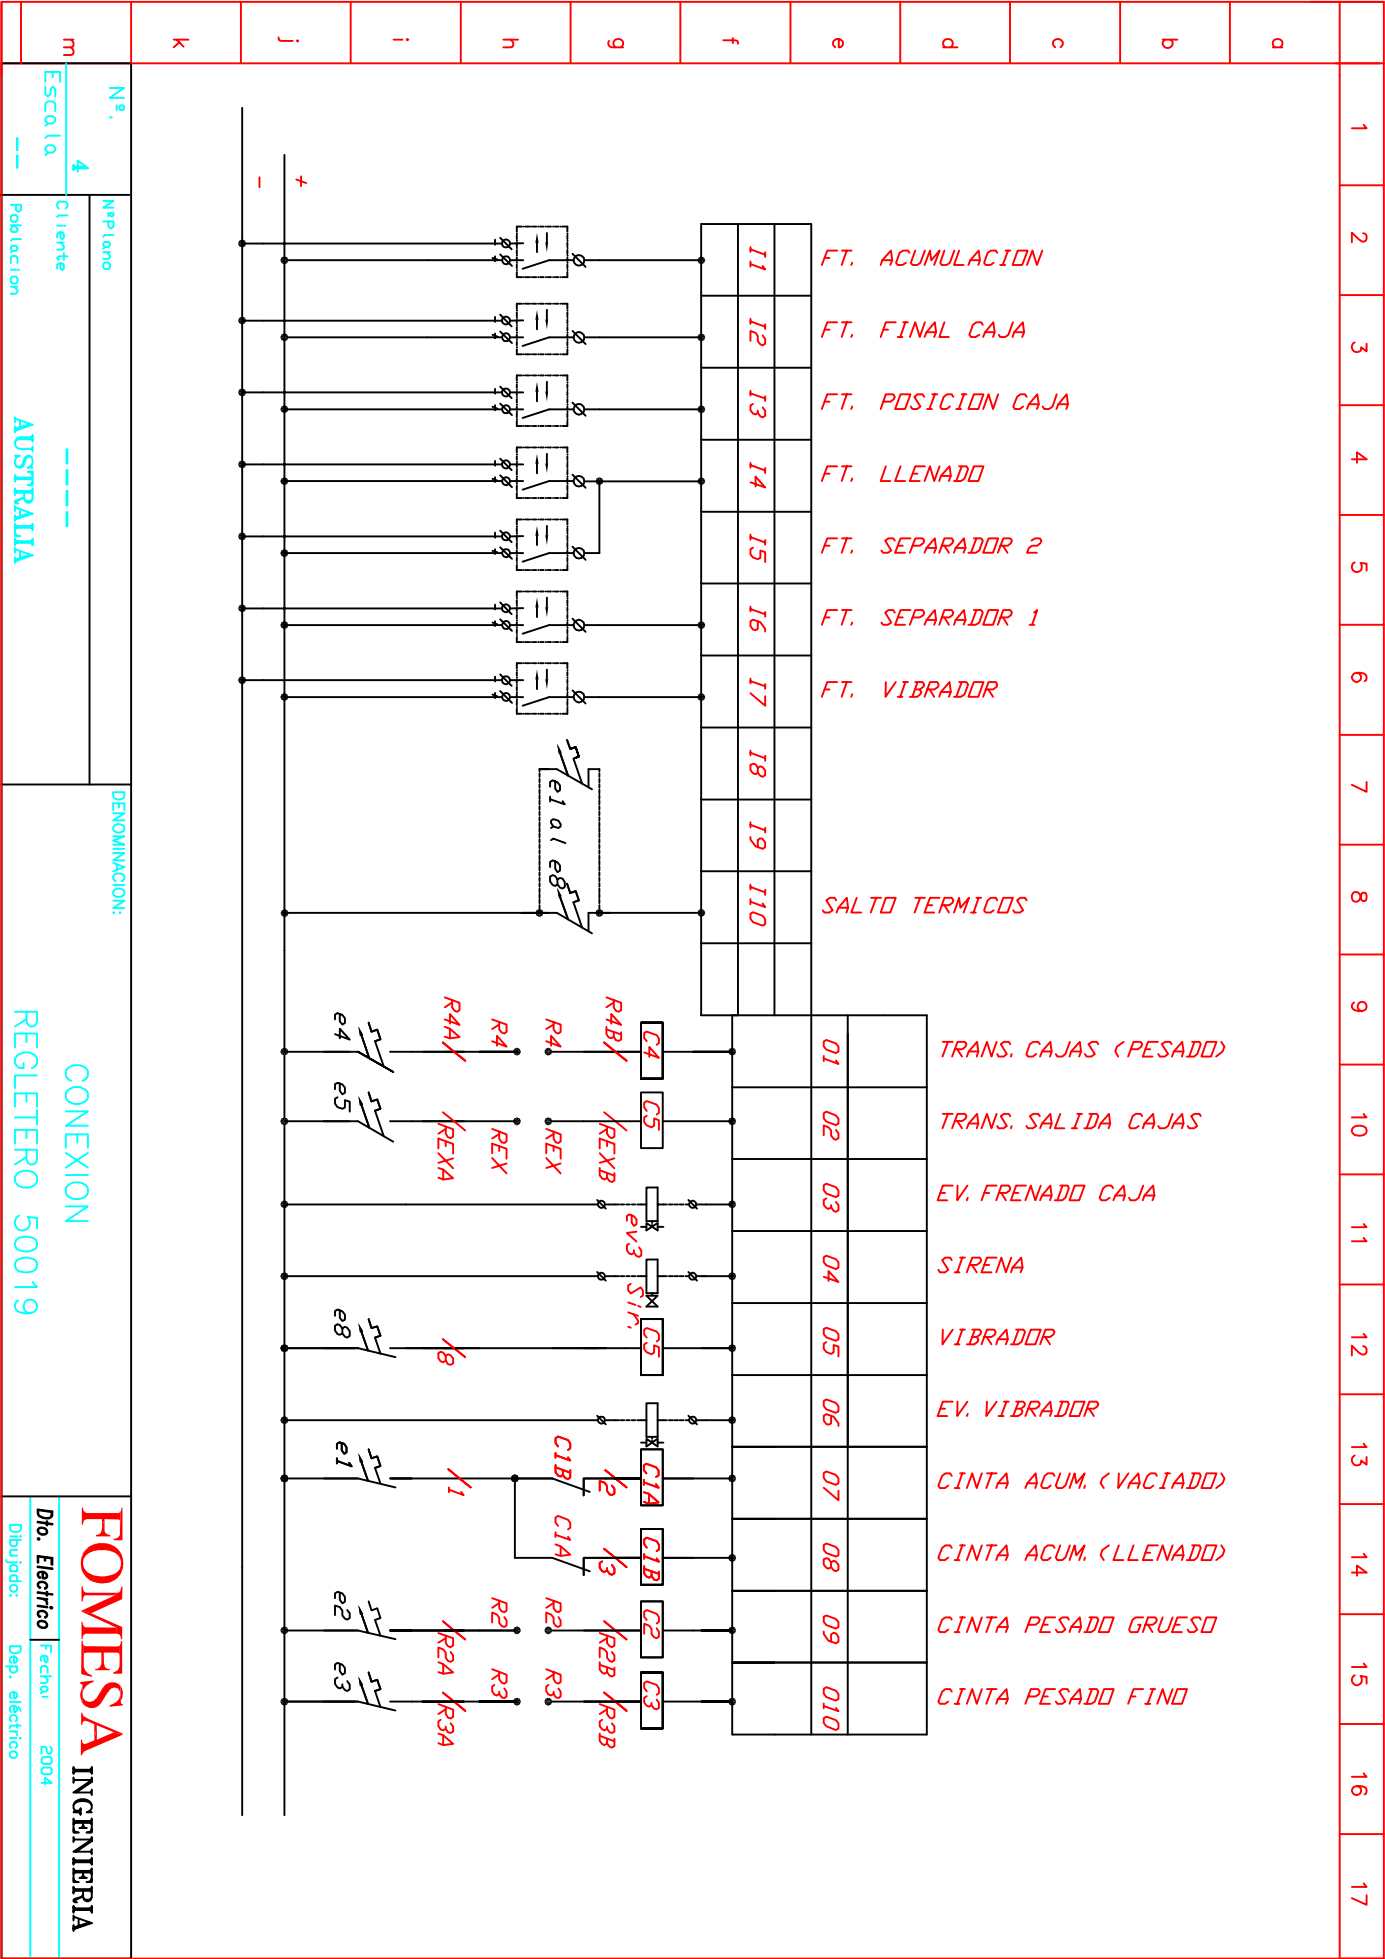 a
b
c
d
e
f
g
h
i
j
k
m
1
2
3
4
5
6
7
8
9
10
11
12
13
14
15
16
17
+
-
I1 FT. ACUMULACION
I2 FT. FINAL CAJA
I3 FT. POSICION CAJA
I4 FT. LLENADO
I5 FT. SEPARADOR 2
I6 FT. SEPARADOR 1
I7 FT. VIBRADOR
I8
I9
I10 SALTO TERMICOS
e1 al e8
O1 TRANS. CAJAS (PESADO)
O2 TRANS. SALIDA CAJAS
O3 EV. FRENADO CAJA
O4 SIRENA
O5 VIBRADOR
O6 EV. VIBRADOR
O7 CINTA ACUM. (VACIADO)
O8 CINTA ACUM. (LLENADO)
O9 CINTA PESADO GRUESO
O10 CINTA PESADO FINO
e4 R4A R4 R4 R4B C4
e5 REXA REX REX REXB C5
ev3
Sir.
e8 8 C5
e1 1 C1B 2 C1A
C1A 3 C1B
e2 R2A R2 R2 R2B C2
e3 R3A R3 R3 R3B C3
Nº.
4
Escala
--
NºPlano
Cliente
----
Poblacion
AUSTRALIA
DENOMINACION:
CONEXION
REGLETERO 50019
FOMESA INGENIERIA
Dto. Electrico
Fecha: 2004
Dibujado: Dep. eléctrico